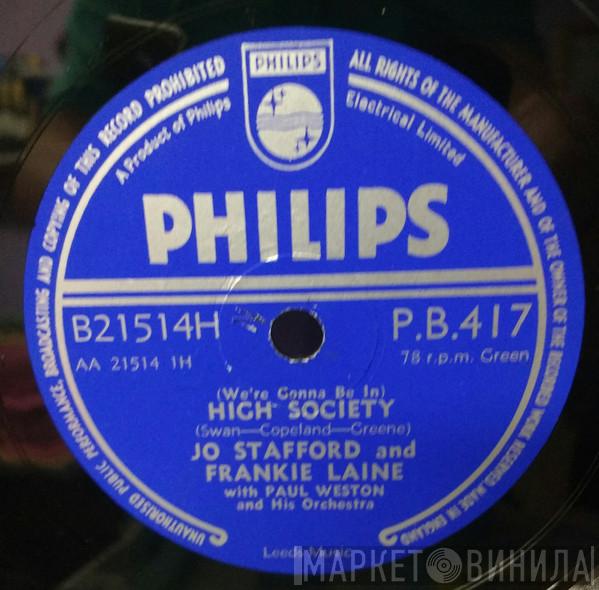 PHILIPS
ALL RIGHTS OF THE MANUFACTURER AND OF THE OWNER OF THE RECORDED WORK RESERVED. MADE IN ENGLAND
UNAUTHORISED PUBLIC PERFORMANCE, BROADCASTING AND COPYING OF THIS RECORD PROHIBITED
A Product of Philips
Electrical Limited
PHILIPS
B21514H
P.B.417
AA 21514 1H
78 r.p.m. Green
(We're Gonna Be In)
HIGH SOCIETY
(Swan—Copeland—Greene)
JO STAFFORD and
FRANKIE LAINE
with PAUL WESTON
and His Orchestra
Leeds Music
МАРКЕТ ВИНИЛА